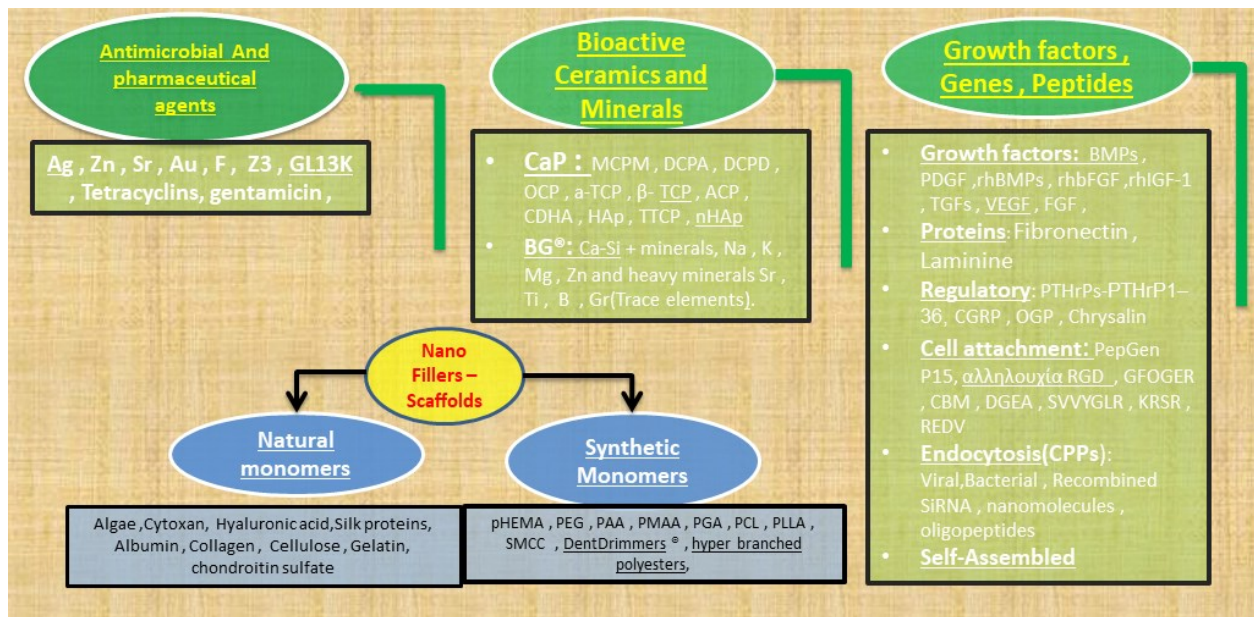 Antimicrobial And
pharmaceutical
agents
Ag , Zn , Sr , Au , F , Z3 , GL13K
, Tetracyclins, gentamicin ,
Bioactive
Ceramics and
Minerals
• CaP : MCPM , DCPA , DCPD ,
OCP , a-TCP , β- TCP , ACP ,
CDHA , HAp , TTCP , nHAp
• BG®: Ca-Si + minerals, Na , K ,
Mg , Zn and heavy minerals Sr ,
Ti , B , Gr(Trace elements).
Growth factors ,
Genes , Peptides
• Growth factors: BMPs ,
PDGF , rhBMPs , rhbFGF ,rhIGF-1
, TGFs , VEGF , FGF ,
• Proteins: Fibronectin ,
Laminine
• Regulatory: PTHrPs-PTHrP1–
36, CGRP , OGP , Chrysalin
• Cell attachment: PepGen
P15, αλληλουχία RGD , GFOGER
, CBM , DGEA , SVVYGLR , KRSR ,
REDV
• Endocytosis(CPPs):
Viral,Bacterial , Recombined
SiRNA , nanomolecules ,
oligopeptides
• Self-Assembled
Nano
Fillers –
Scaffolds
Natural
monomers
Algae ,Cytoxan, Hyaluronic acid,Silk proteins,
Albumin , Collagen , Cellulose , Gelatin,
chondroitin sulfate
Synthetic
Monomers
pHEMA , PEG , PAA , PMAA , PGA , PCL , PLLA ,
SMCC , DentDrimmers ® , hyper branched
polyesters,